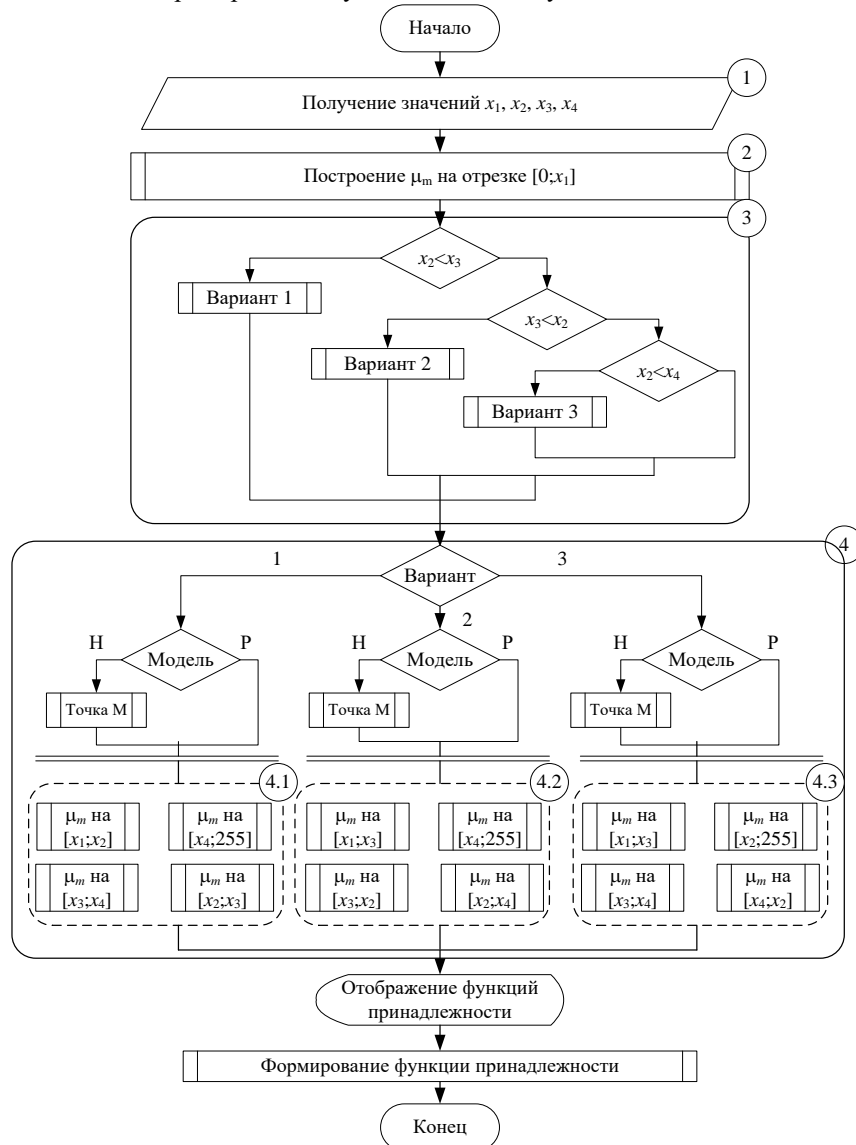 Начало
1
Получение значений x1, x2, x3, x4
2
Построение μm на отрезке [0;x1]
3
x2<x3
Вариант 1
x3<x2
Вариант 2
x2<x4
Вариант 3
4
1
Вариант
3
2
Н
Модель
Р
Н
Модель
Р
Н
Модель
Р
Точка М
Точка М
Точка М
4.1
4.2
4.3
μm на
[x1;x2]
μm на
[x4;255]
μm на
[x3;x4]
μm на
[x2;x3]
μm на
[x1;x3]
μm на
[x4;255]
μm на
[x3;x2]
μm на
[x2;x4]
μm на
[x1;x3]
μm на
[x2;255]
μm на
[x3;x4]
μm на
[x4;x2]
Отображение функций
принадлежности
Формирование функции принадлежности
Конец